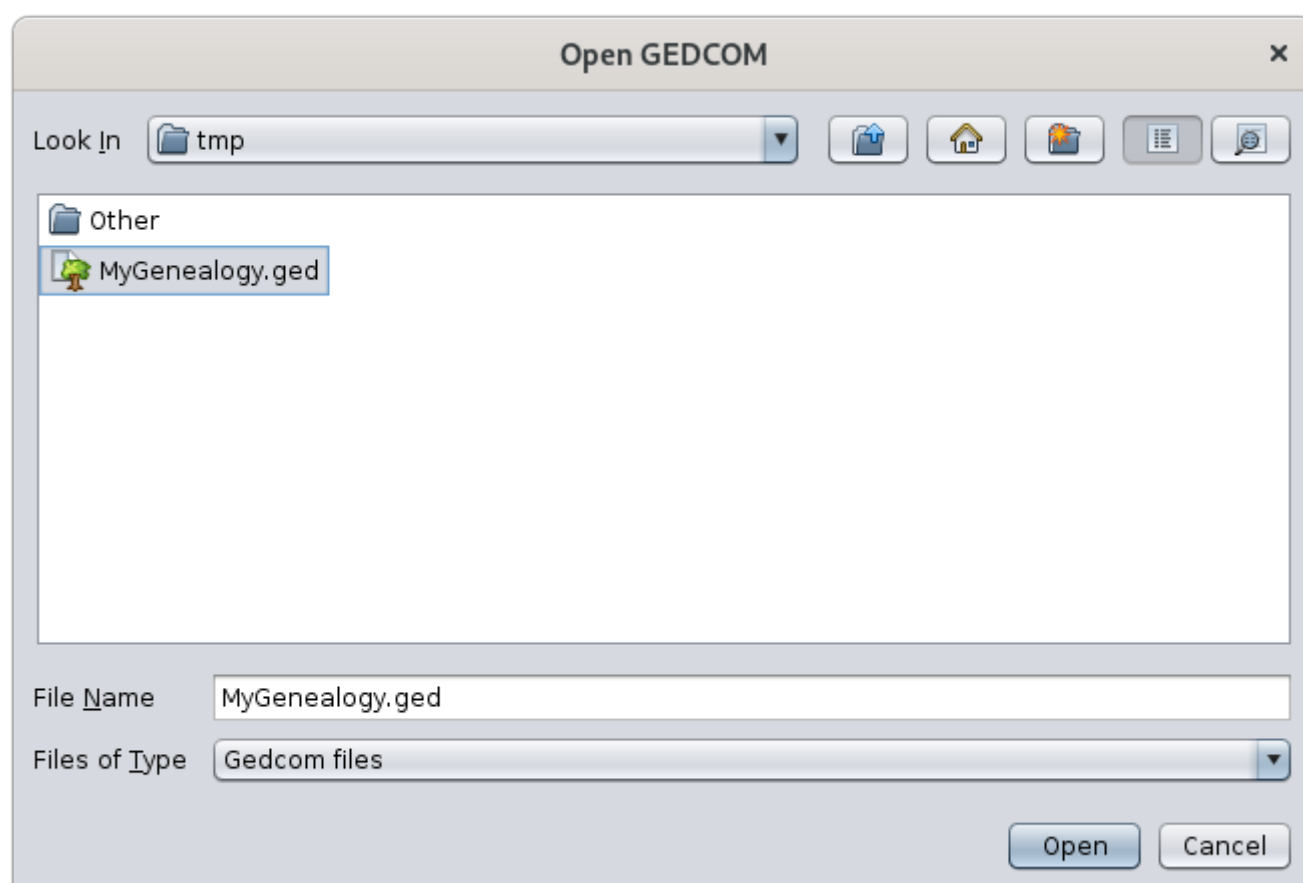 Open GEDCOM
Look In tmp
Other
MyGenealogy.ged
File Name MyGenealogy.ged
Files of Type Gedcom files
Open Cancel